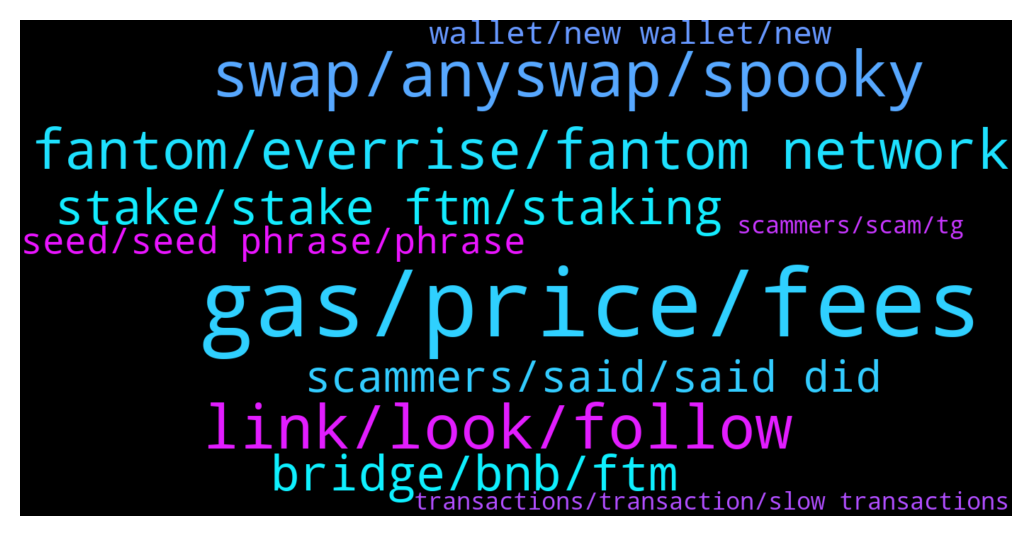 wallet/new wallet/new
swap/anyswap/spooky
fantom/everrise/fantom network
stake/stake ftm/staking
scammers/scam/tg
seed/seed phrase/phrase
gas/price/fees
scammers/said/said did
link/look/follow
bridge/bnb/ftm
transactions/transaction/slow transactions